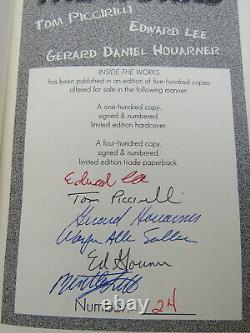 TOM PICCIRILLI
EDWARD LEE
GERARD DANIEL HOUARNER
INSIDE THE WORKS
has been published in an edition of five-hundred copies
offered for sale in the following manner:
A one-hundred copy,
signed & numbered
limited edition hardcover.
A four-hundred copy,
signed & numbered,
limited edition trade paperback.
Edward Lee
Tom Piccirilli
Gerard Houarner
Wayne Allen Sallee
Ed
Number: 24